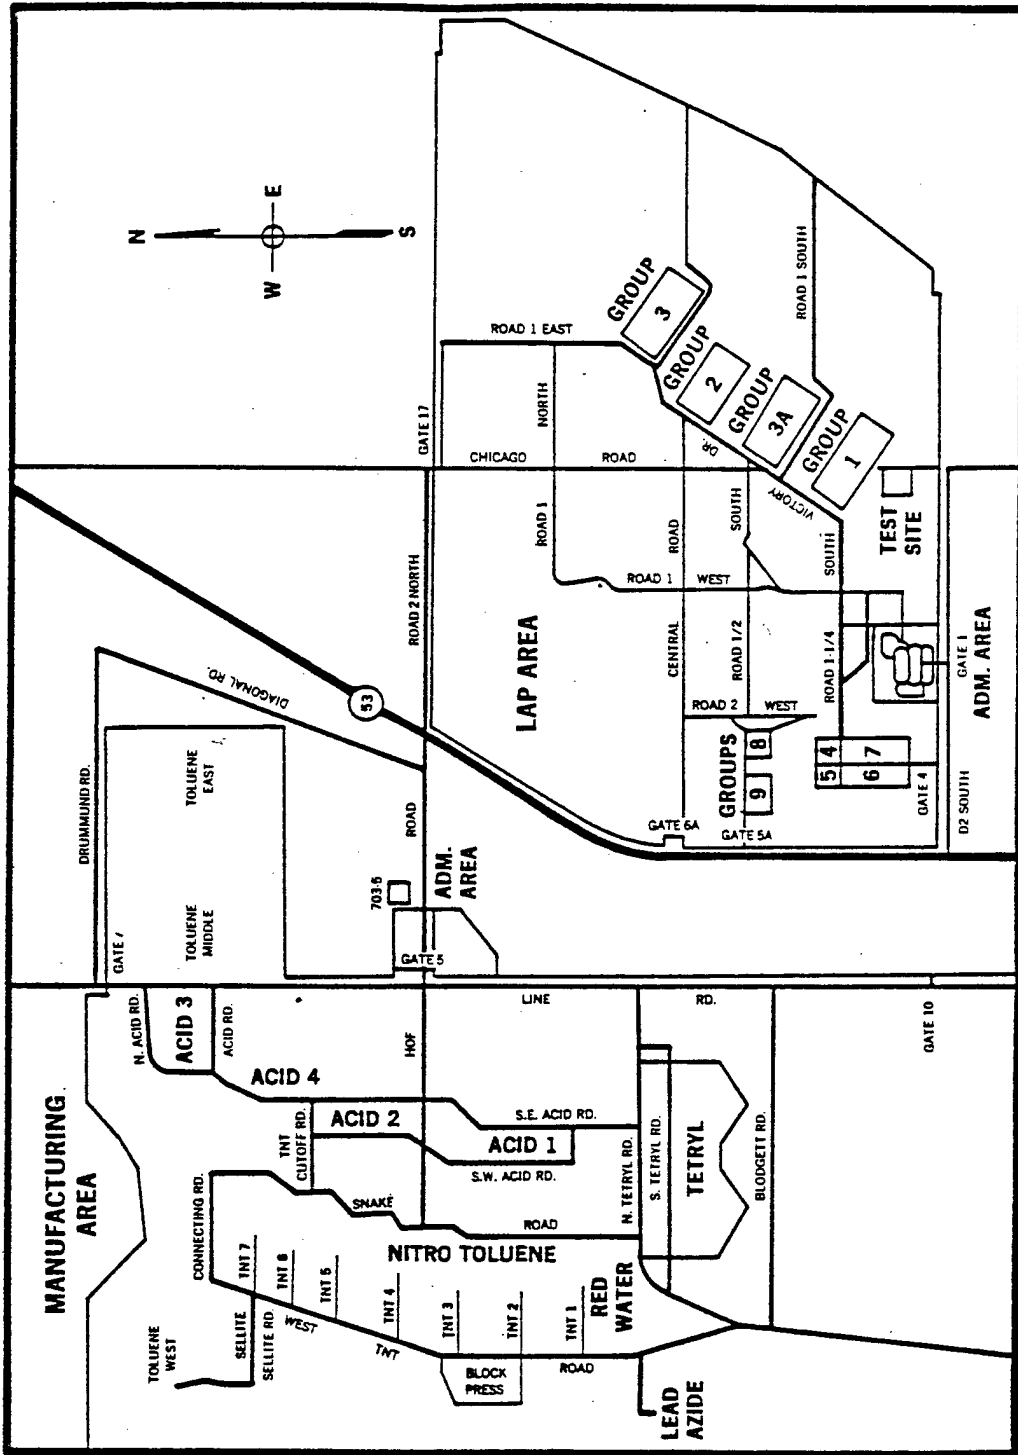 MANUFACTURING
AREA
TOLUENE
WEST
SELLITE
SELLITE RD.
CONNECTING RD.
TNT 7
TNT 6
TNT 5
TNT 4
TNT 3
TNT 2
TNT 1
WEST
TNT
ROAD
BLOCK
PRESS
LEAD
AZIDE
RED
WATER
NITRO TOLUENE
SNAKE
ROAD
TNT
CUTOFF RD.
ACID 2
ACID 1
S.W. ACID RD.
S.E. ACID RD.
ACID 4
N. ACID RD.
ACID 3
ACID RD.
N. TETRYL RD.
S. TETRYL RD.
TETRYL
BLODGETT RD.
GATE 10
HOF
LINE
RD.
GATE 7
DRUMMUND RD.
TOLUENE
MIDDLE
TOLUENE
EAST
DIAGONAL RD.
703-5
GATE 5
ADM.
AREA
ROAD
53
ROAD 2 NORTH
N
W
E
S
GATE 17
LAP AREA
CHICAGO
ROAD
ROAD 1
NORTH
ROAD 1 EAST
ROAD 1
WEST
CENTRAL
ROAD
ROAD 1/2
SOUTH
ROAD 2
WEST
GROUPS
9
8
GATE 6A
GATE 5A
5
4
6
7
GATE 4
D2 SOUTH
ROAD 1-1/4
SOUTH
VICTORY
DR.
GROUP
3
GROUP
2
GROUP
3A
GROUP
1
ROAD 1 SOUTH
TEST
SITE
GATE 1
ADM. AREA